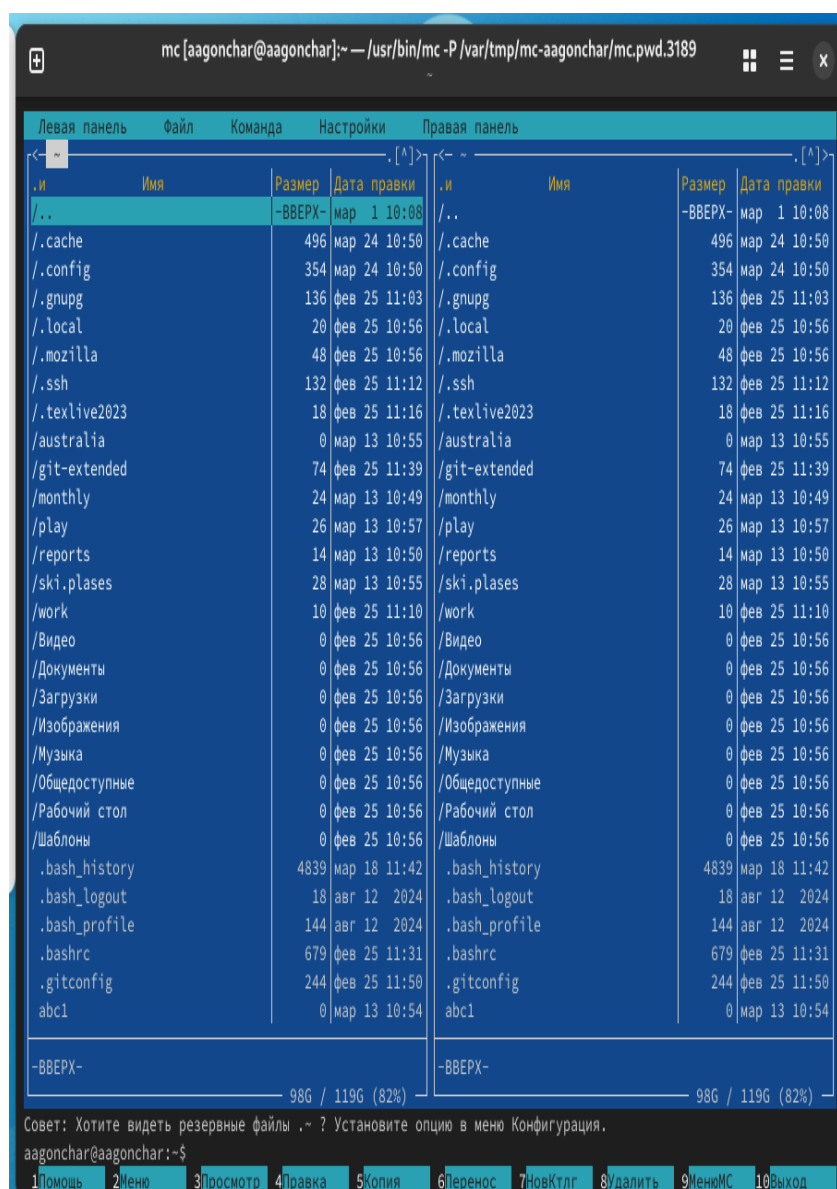 mc [aagonchar@aagonchar]:~ — /usr/bin/mc -P /var/tmp/mc-aagonchar/mc.pwd.3189
~
Левая панель Файл Команда Настройки Правая панель
<— ~ .[^]> <— ~ .[^]>
.и Имя Размер Дата правки .и Имя Размер Дата правки
/.. -ВВЕРХ- мар 1 10:08 /.. -ВВЕРХ- мар 1 10:08
/.cache 496 мар 24 10:50 /.cache 496 мар 24 10:50
/.config 354 мар 24 10:50 /.config 354 мар 24 10:50
/.gnupg 136 фев 25 11:03 /.gnupg 136 фев 25 11:03
/.local 20 фев 25 10:56 /.local 20 фев 25 10:56
/.mozilla 48 фев 25 10:56 /.mozilla 48 фев 25 10:56
/.ssh 132 фев 25 11:12 /.ssh 132 фев 25 11:12
/.texlive2023 18 фев 25 11:16 /.texlive2023 18 фев 25 11:16
/australia 0 мар 13 10:55 /australia 0 мар 13 10:55
/git-extended 74 фев 25 11:39 /git-extended 74 фев 25 11:39
/monthly 24 мар 13 10:49 /monthly 24 мар 13 10:49
/play 26 мар 13 10:57 /play 26 мар 13 10:57
/reports 14 мар 13 10:50 /reports 14 мар 13 10:50
/ski.plases 28 мар 13 10:55 /ski.plases 28 мар 13 10:55
/work 10 фев 25 11:10 /work 10 фев 25 11:10
/Видео 0 фев 25 10:56 /Видео 0 фев 25 10:56
/Документы 0 фев 25 10:56 /Документы 0 фев 25 10:56
/Загрузки 0 фев 25 10:56 /Загрузки 0 фев 25 10:56
/Изображения 0 фев 25 10:56 /Изображения 0 фев 25 10:56
/Музыка 0 фев 25 10:56 /Музыка 0 фев 25 10:56
/Общедоступные 0 фев 25 10:56 /Общедоступные 0 фев 25 10:56
/Рабочий стол 0 фев 25 10:56 /Рабочий стол 0 фев 25 10:56
/Шаблоны 0 фев 25 10:56 /Шаблоны 0 фев 25 10:56
.bash_history 4839 мар 18 11:42 .bash_history 4839 мар 18 11:42
.bash_logout 18 авг 12 2024 .bash_logout 18 авг 12 2024
.bash_profile 144 авг 12 2024 .bash_profile 144 авг 12 2024
.bashrc 679 фев 25 11:31 .bashrc 679 фев 25 11:31
.gitconfig 244 фев 25 11:50 .gitconfig 244 фев 25 11:50
abc1 0 мар 13 10:54 abc1 0 мар 13 10:54
-ВВЕРХ- -ВВЕРХ-
98G / 119G (82%) 98G / 119G (82%)
Совет: Хотите видеть резервные файлы .~ ? Установите опцию в меню Конфигурация.
aagonchar@aagonchar:~$
1Помощь 2Меню 3Просмотр 4Правка 5Копия 6Перенос 7НовКтлг 8Удалить 9МенюMC 10Выход